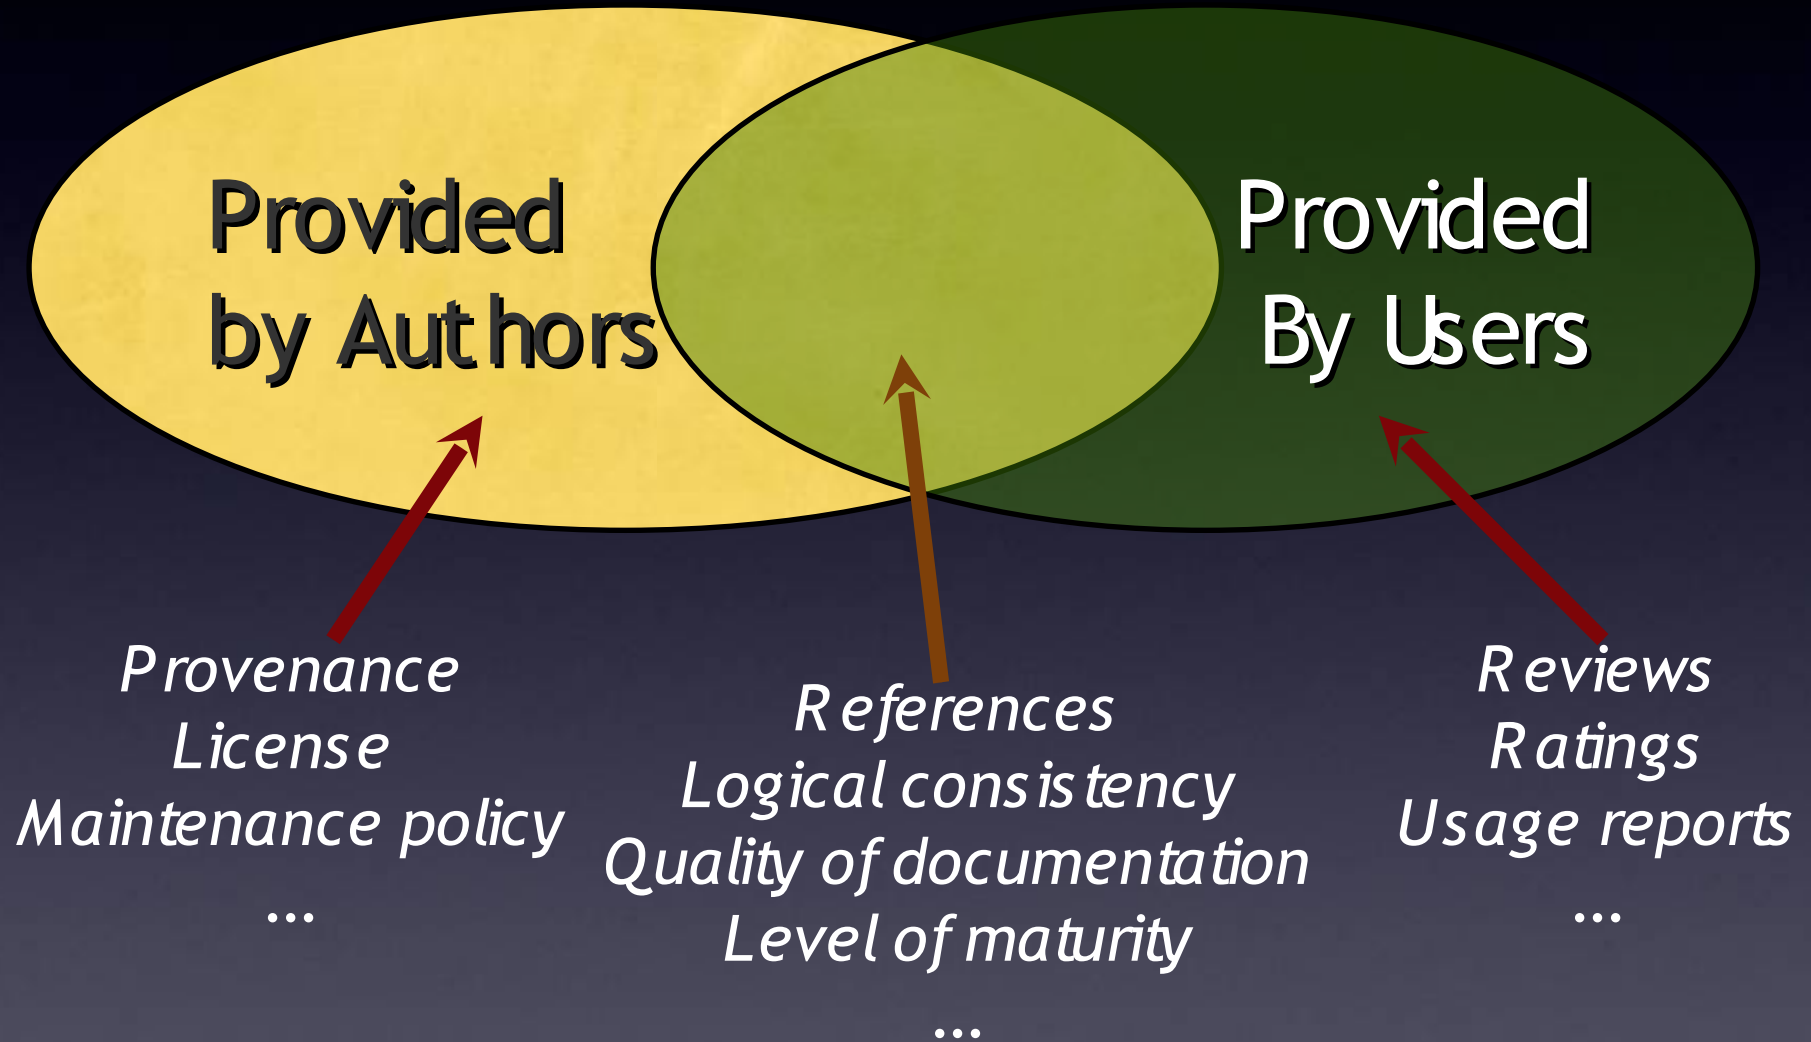 Provided
by Authors
Provided
By Users
Provenance
License
Maintenance policy
...
References
Logical consistency
Quality of documentation
Level of maturity
...
Reviews
Ratings
Usage reports
...